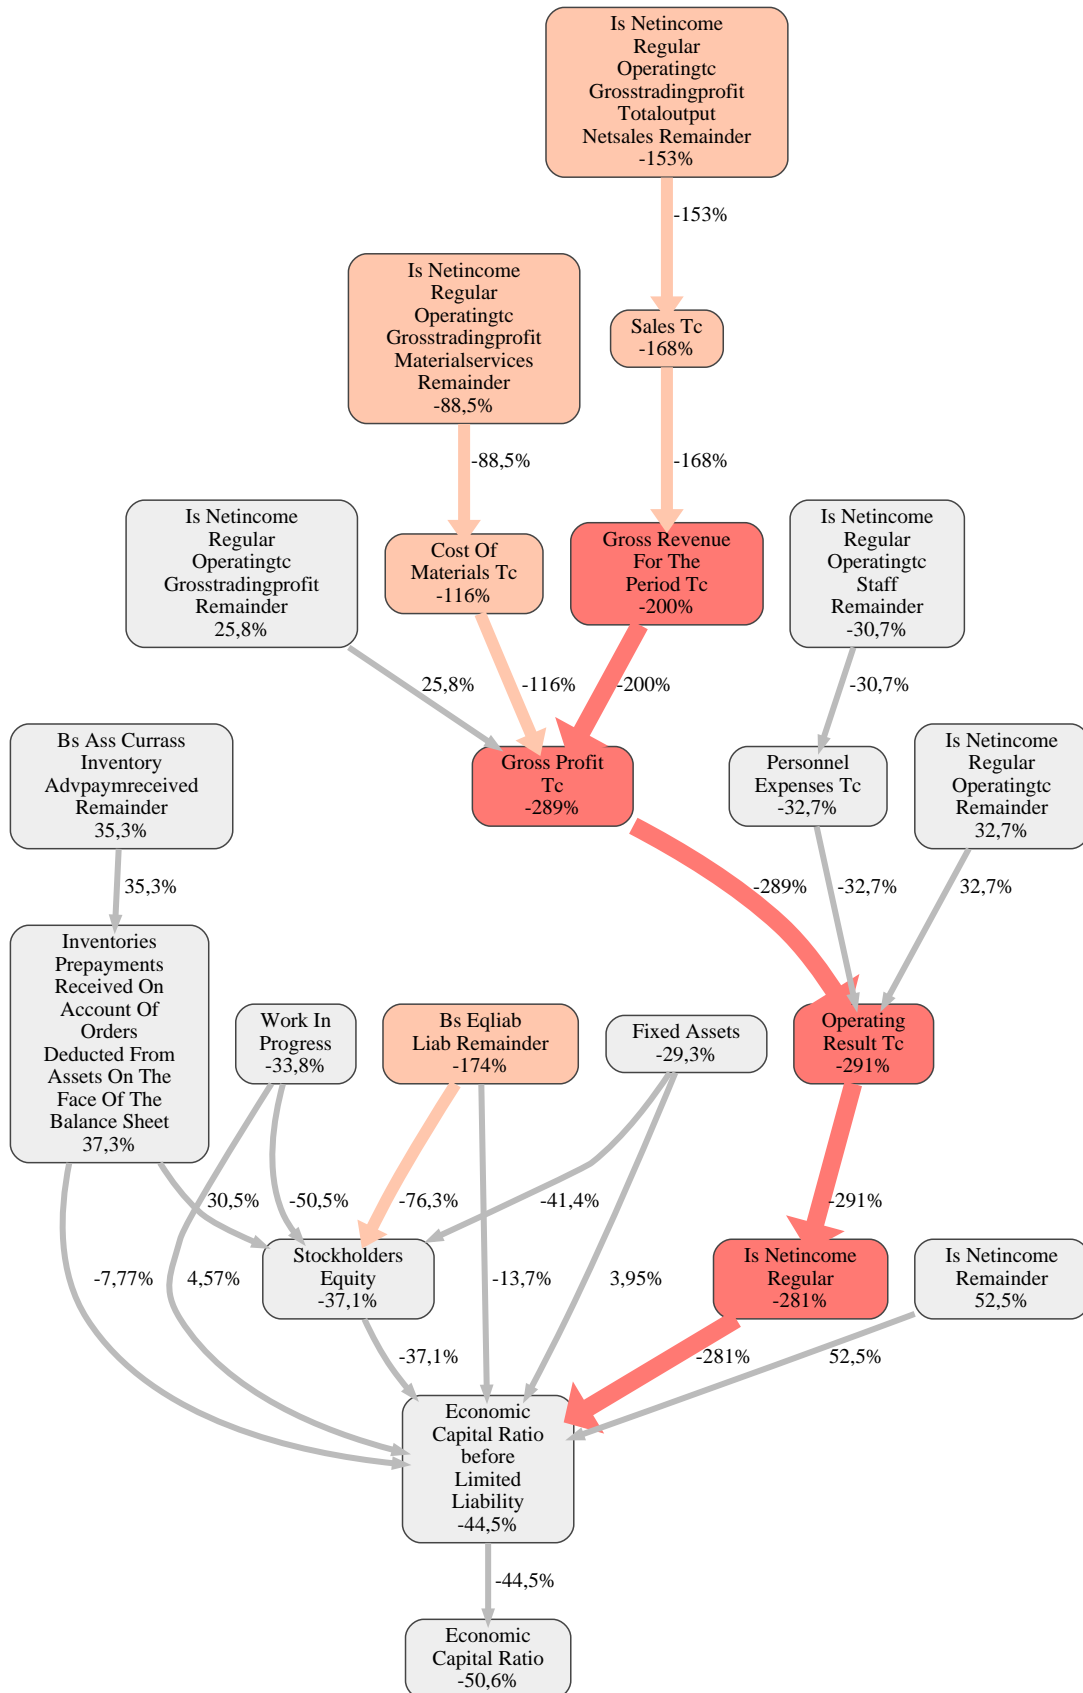 Is Netincome
Regular
Operatingtc
Grosstradingprofit
Totaloutput
Netsales Remainder
-153%
-153%
Is Netincome
Regular
Operatingtc
Grosstradingprofit
Materialservices
Remainder
-88,5%
Sales Tc
-168%
-88,5%
-168%
Is Netincome
Regular
Operatingtc
Grosstradingprofit
Remainder
25,8%
Cost Of
Materials Tc
-116%
Gross Revenue
For The
Period Tc
-200%
Is Netincome
Regular
Operatingtc
Staff
Remainder
-30,7%
25,8%
-116%
-200%
-30,7%
Bs Ass Currass
Inventory
Advpaymreceived
Remainder
35,3%
Gross Profit
Tc
-289%
Personnel
Expenses Tc
-32,7%
Is Netincome
Regular
Operatingtc
Remainder
32,7%
35,3%
-289%
-32,7%
32,7%
Inventories
Prepayments
Received On
Account Of
Orders
Deducted From
Assets On The
Face Of The
Balance Sheet
37,3%
Work In
Progress
-33,8%
Bs Eqliab
Liab Remainder
-174%
Fixed Assets
-29,3%
Operating
Result Tc
-291%
30,5%
-50,5%
-76,3%
-41,4%
-291%
-7,77%
4,57%
Stockholders
Equity
-37,1%
-13,7%
3,95%
Is Netincome
Regular
-281%
Is Netincome
Remainder
52,5%
-37,1%
-281%
52,5%
Economic
Capital Ratio
before
Limited
Liability
-44,5%
-44,5%
Economic
Capital Ratio
-50,6%